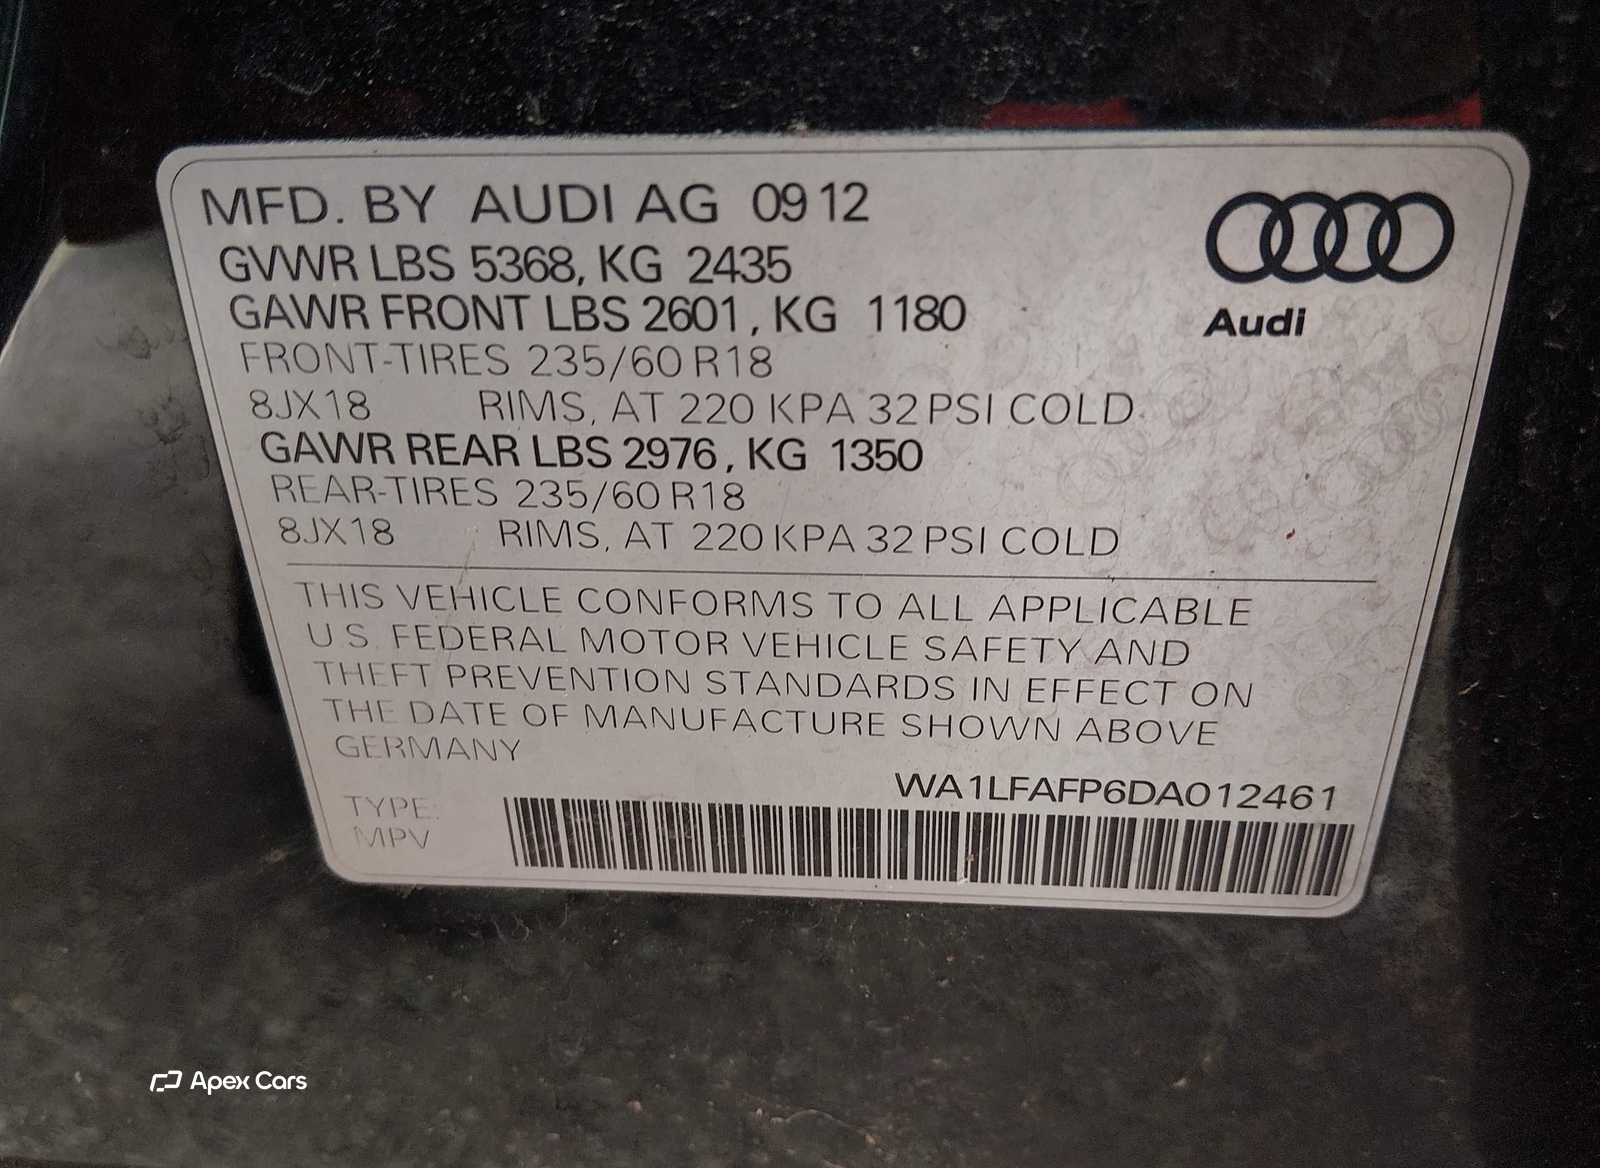 MFD. BY AUDI AG 09 12
GVWR LBS 5368, KG 2435
GAWR FRONT LBS 2601, KG 1180
FRONT-TIRES 235/60 R18
8JX18 RIMS, AT 220 KPA 32 PSI COLD
GAWR REAR LBS 2976, KG 1350
REAR-TIRES 235/60 R18
8JX18 RIMS, AT 220 KPA 32 PSI COLD
Audi
THIS VEHICLE CONFORMS TO ALL APPLICABLE
U.S. FEDERAL MOTOR VEHICLE SAFETY AND
THEFT PREVENTION STANDARDS IN EFFECT ON
THE DATE OF MANUFACTURE SHOWN ABOVE
GERMANY
WA1LFAFP6DA012461
TYPE:
MPV
Apex Cars